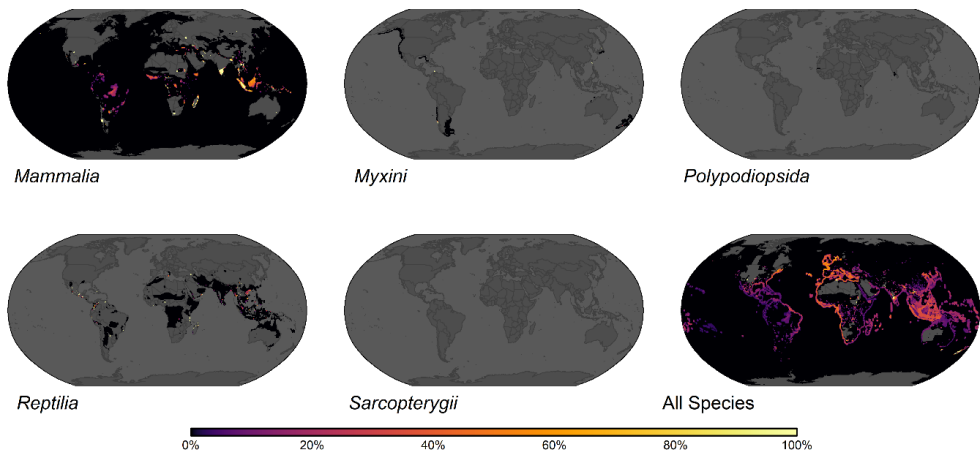 Mammalia
Myxini
Polypodiopsida
Reptilia
Sarcopterygii
All Species
0%
20%
40%
60%
80%
100%